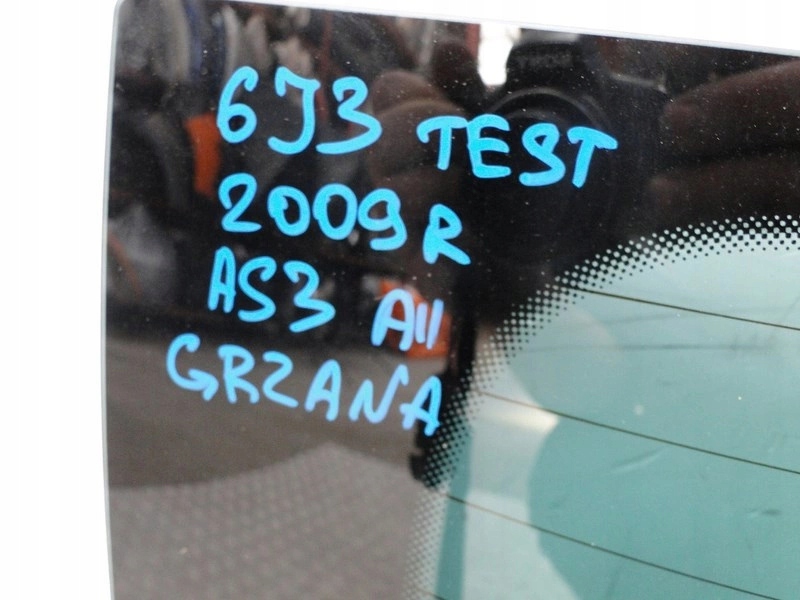 6J3 TEST
2009R
AS3 A11
GRZANA